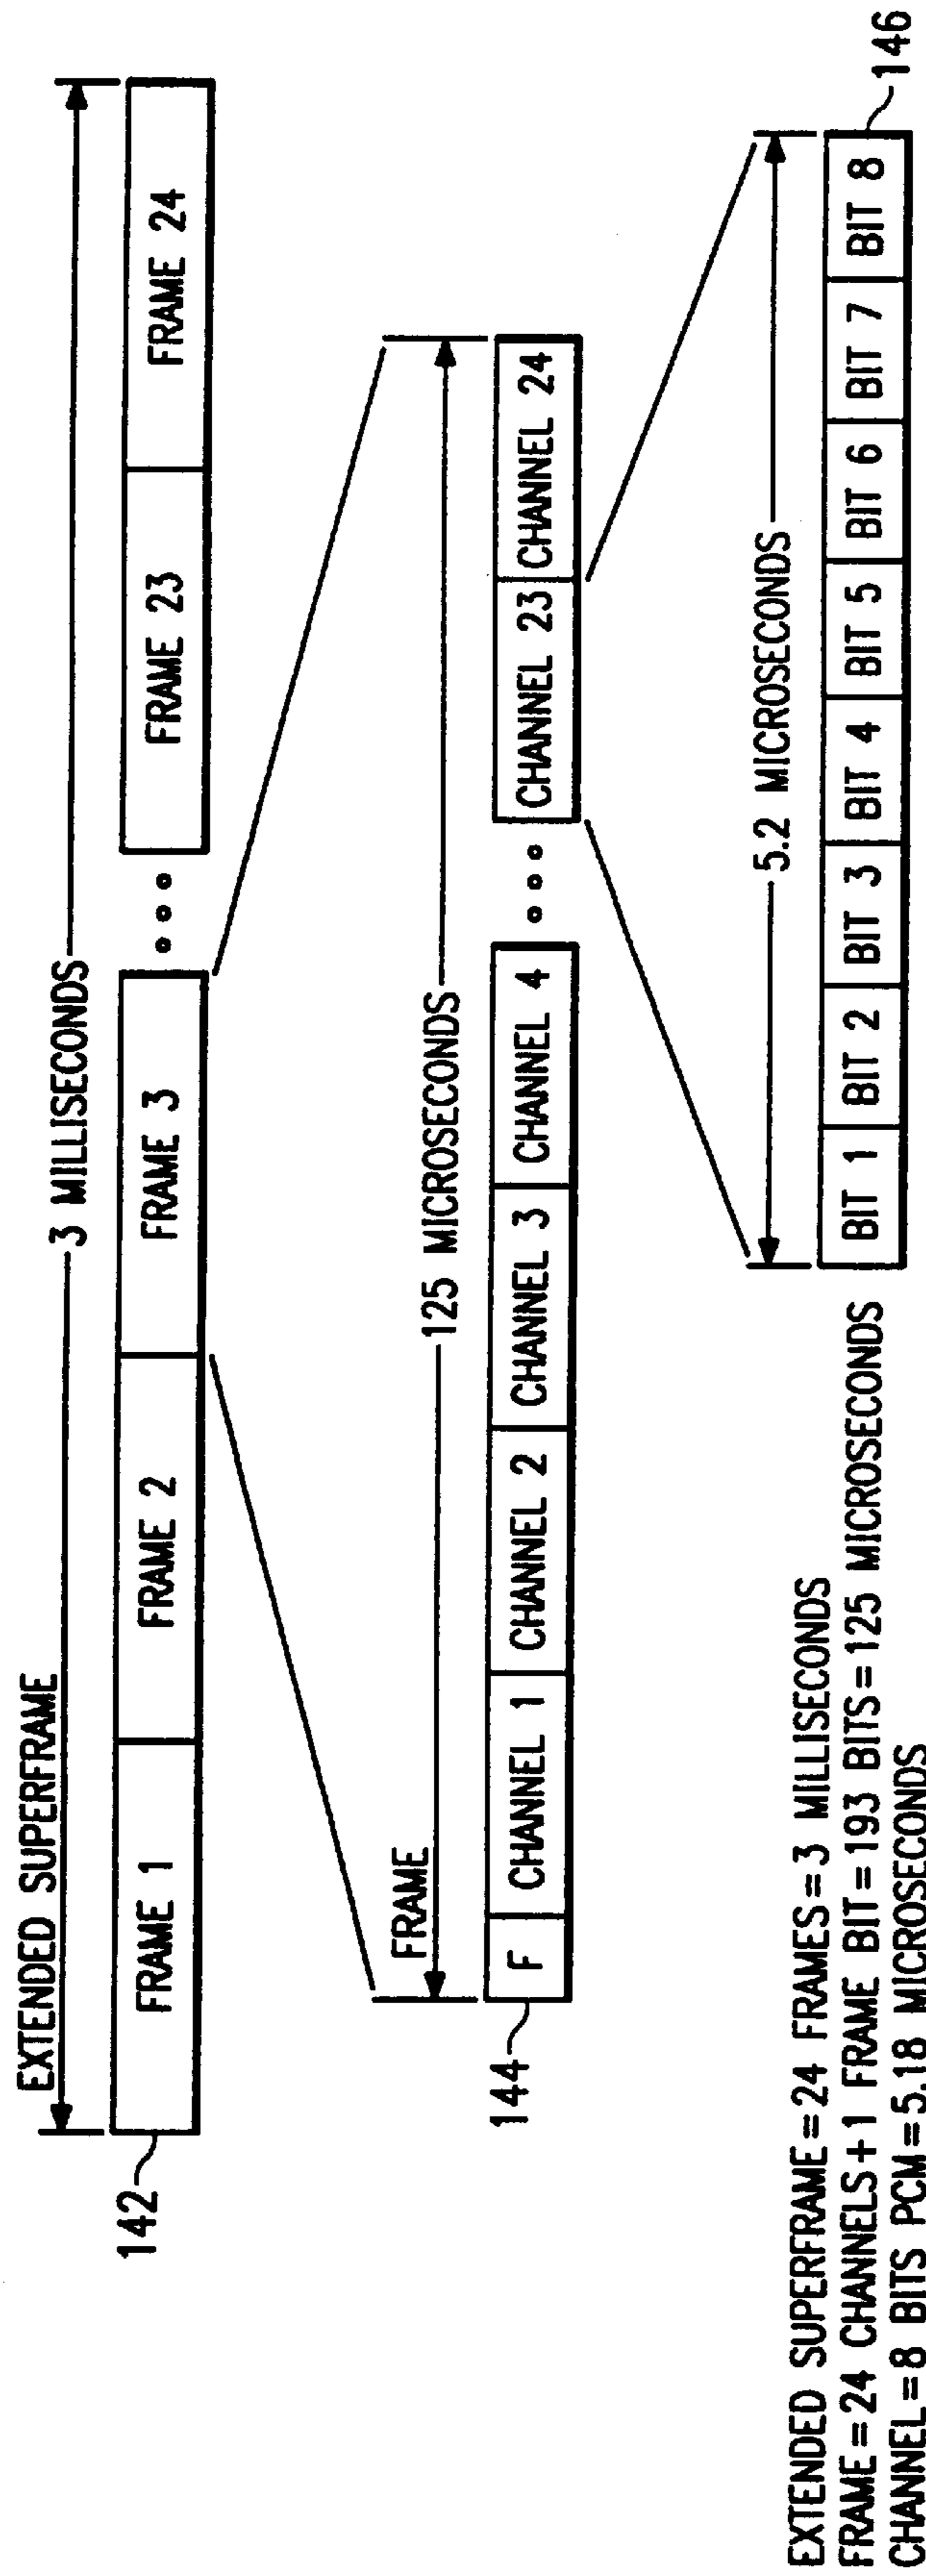 EXTENDED SUPERFRAME
3 MILLISECONDS
142
FRAME 1 FRAME 2 FRAME 3 ∘∘∘ FRAME 23 FRAME 24
FRAME
125 MICROSECONDS
144
F CHANNEL 1 CHANNEL 2 CHANNEL 3 CHANNEL 4 ∘∘∘ CHANNEL 23 CHANNEL 24
5.2 MICROSECONDS
BIT 1 BIT 2 BIT 3 BIT 4 BIT 5 BIT 6 BIT 7 BIT 8
146
EXTENDED SUPERFRAME=24 FRAMES=3 MILLISECONDS
FRAME=24 CHANNELS+1 FRAME BIT=193 BITS=125 MICROSECONDS
CHANNEL=8 BITS PCM=5.18 MICROSECONDS